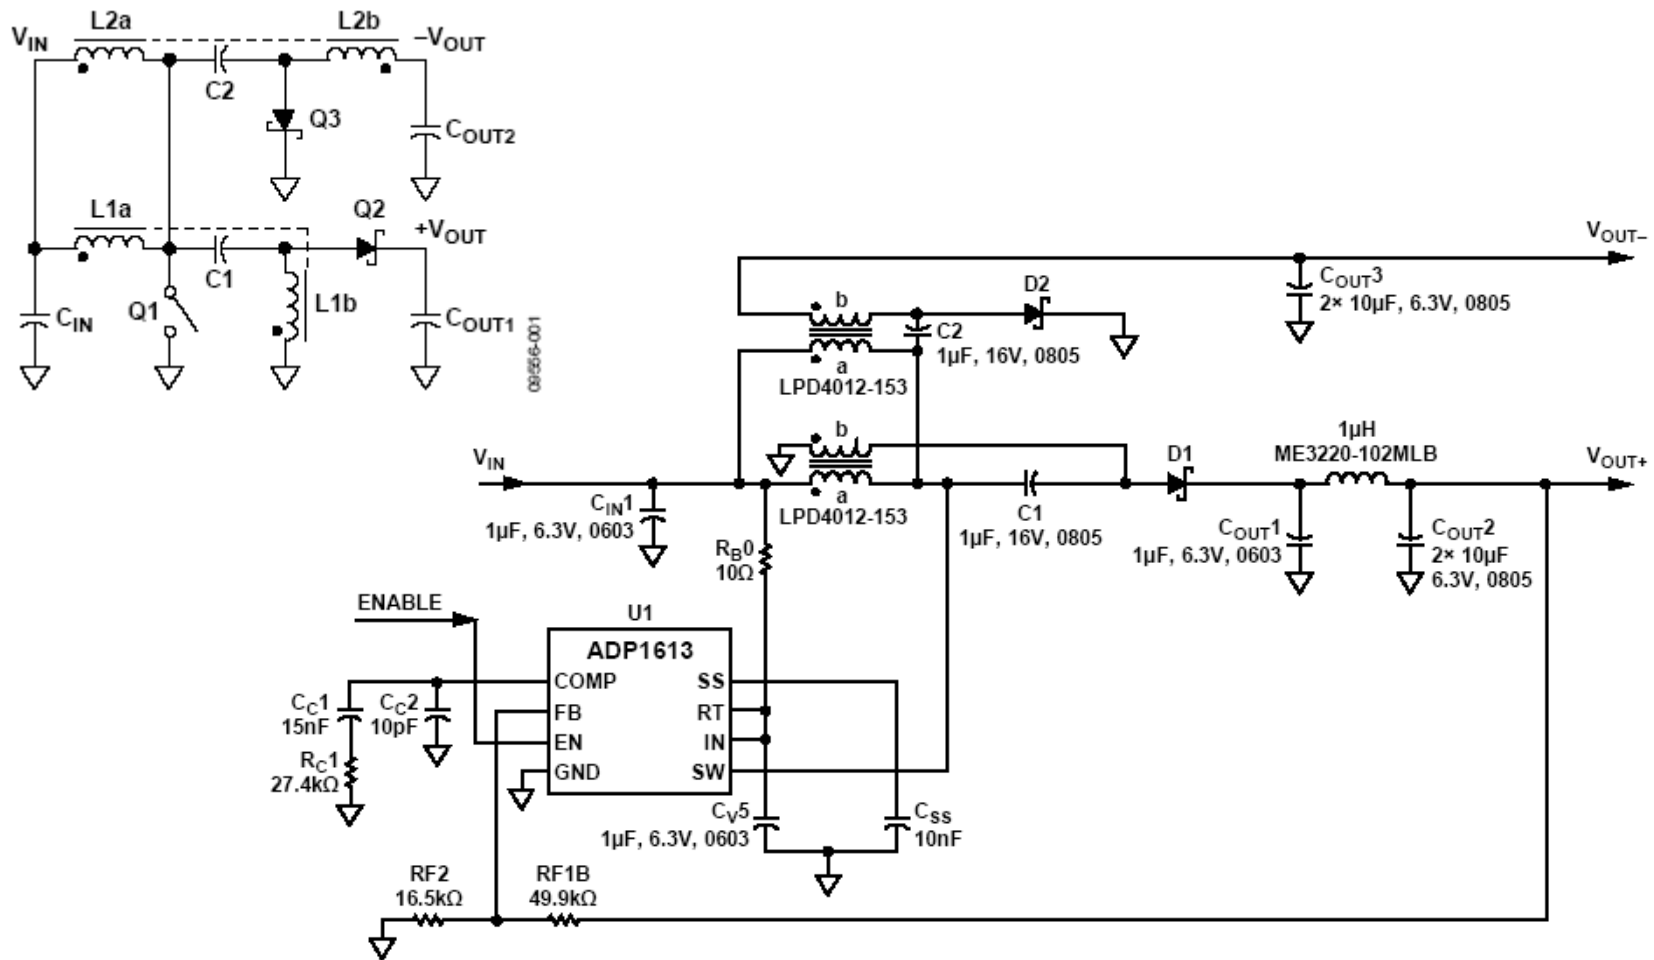 L2a
L2b
VIN
−VOUT
C2
Q3
COUT2
L1a
Q2
+VOUT
C1
L1b
CIN
Q1
COUT1
09556-001
VOUT−
COUT3
2× 10µF, 6.3V, 0805
D2
b
C2
1µF, 16V, 0805
a
LPD4012-153
b
1µH
ME3220-102MLB
VIN
D1
VOUT+
a
LPD4012-153
CIN1
1µF, 6.3V, 0603
C1
1µF, 16V, 0805
COUT1
1µF, 6.3V, 0603
COUT2
2× 10µF
6.3V, 0805
RB0
10Ω
ENABLE
U1
ADP1613
COMP
SS
FB
RT
EN
IN
GND
SW
CC1
15nF
CC2
10pF
RC1
27.4kΩ
CV5
1µF, 6.3V, 0603
CSS
10nF
RF2
16.5kΩ
RF1B
49.9kΩ